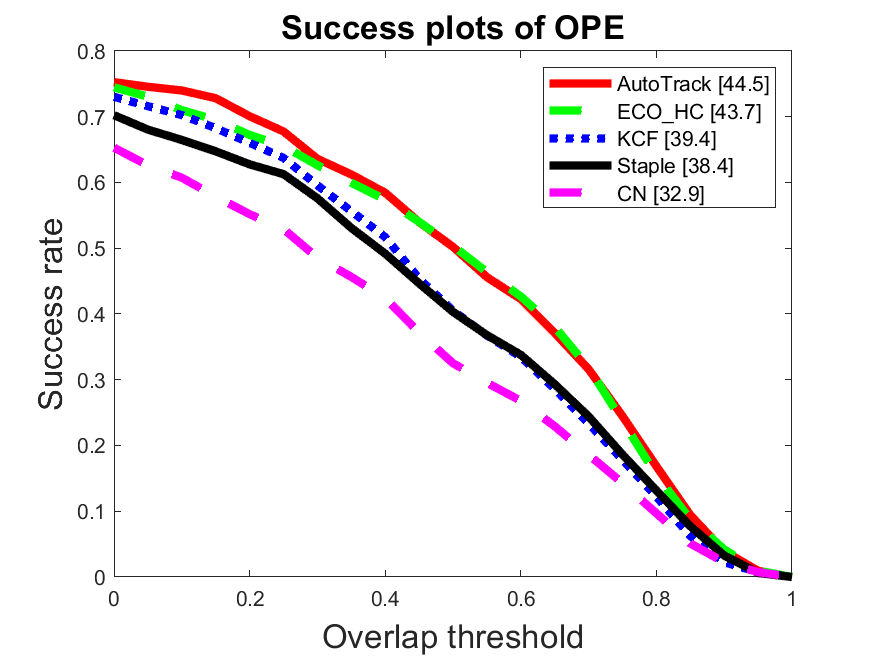 Success plots of OPE
0.8
0.7
0.6
0.5
0.4
0.3
0.2
0.1
0
Success rate
AutoTrack [44.5]
ECO_HC [43.7]
KCF [39.4]
Staple [38.4]
CN [32.9]
0 0.2 0.4 0.6 0.8 1
Overlap threshold